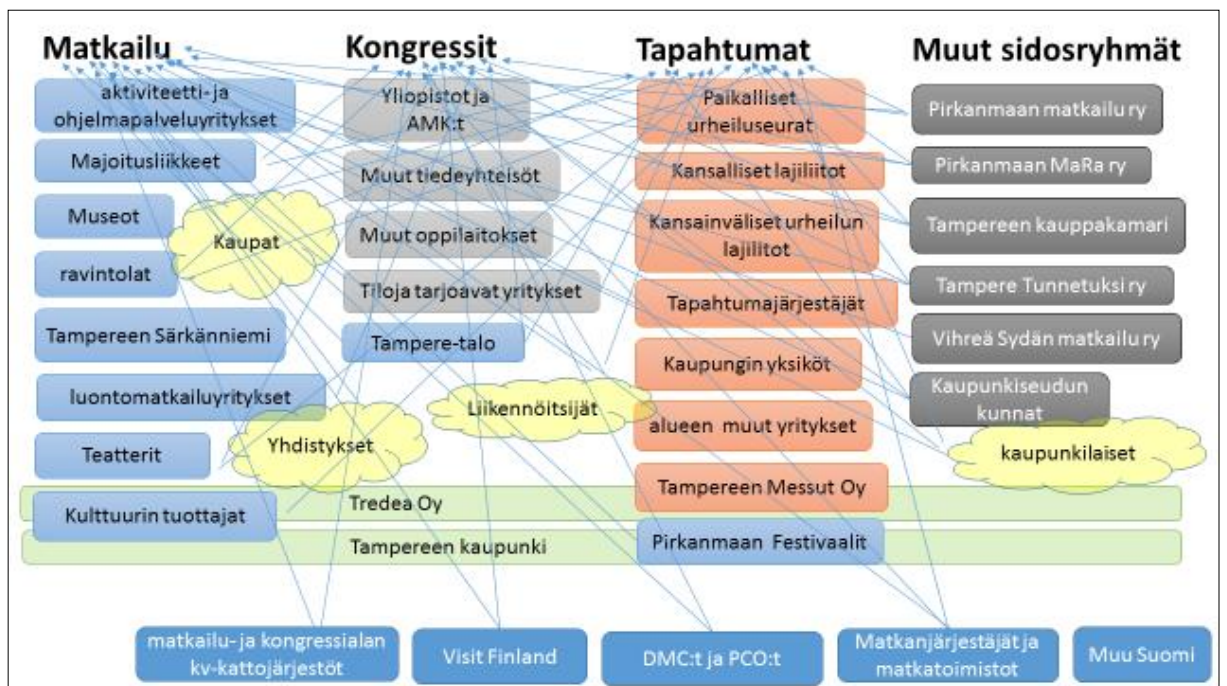 Matkailu
aktiviteetti- ja
ohjelmapalveluyritykset
Majoitusliikkeet
Museot
ravintolat
Tampereen Särkänniemi
luontomatkailuyritykset
Teatterit
Kulttuurin tuottajat
Kaupat
Yhdistykset
Kongressit
Yliopistot ja
AMK:t
Muut tiedeyhteisöt
Muut oppilaitokset
Tiloja tarjoavat yritykset
Tampere-talo
Liikennöitsijät
Tapahtumat
Paikalliset
urheiluseurat
Kansalliset lajiliitot
Kansainväliset urheilun
lajilitot
Tapahtumajärjestäjät
Kaupungin yksiköt
alueen muut yritykset
Tampereen Messut Oy
Pirkanmaan Festivaalit
Muut sidosryhmät
Pirkanmaan matkailu ry
Pirkanmaan MaRa ry
Tampereen kauppakamari
Tampere Tunnetuksi ry
Vihreä Sydän matkailu ry
Kaupunkiseudun
kunnat
kaupunkilaiset
Tredea Oy
Tampereen kaupunki
matkailu- ja kongressialan
kv-kattojärjestöt
Visit Finland
DMC:t ja PCO:t
Matkanjärjestäjät ja
matkatoimistot
Muu Suomi